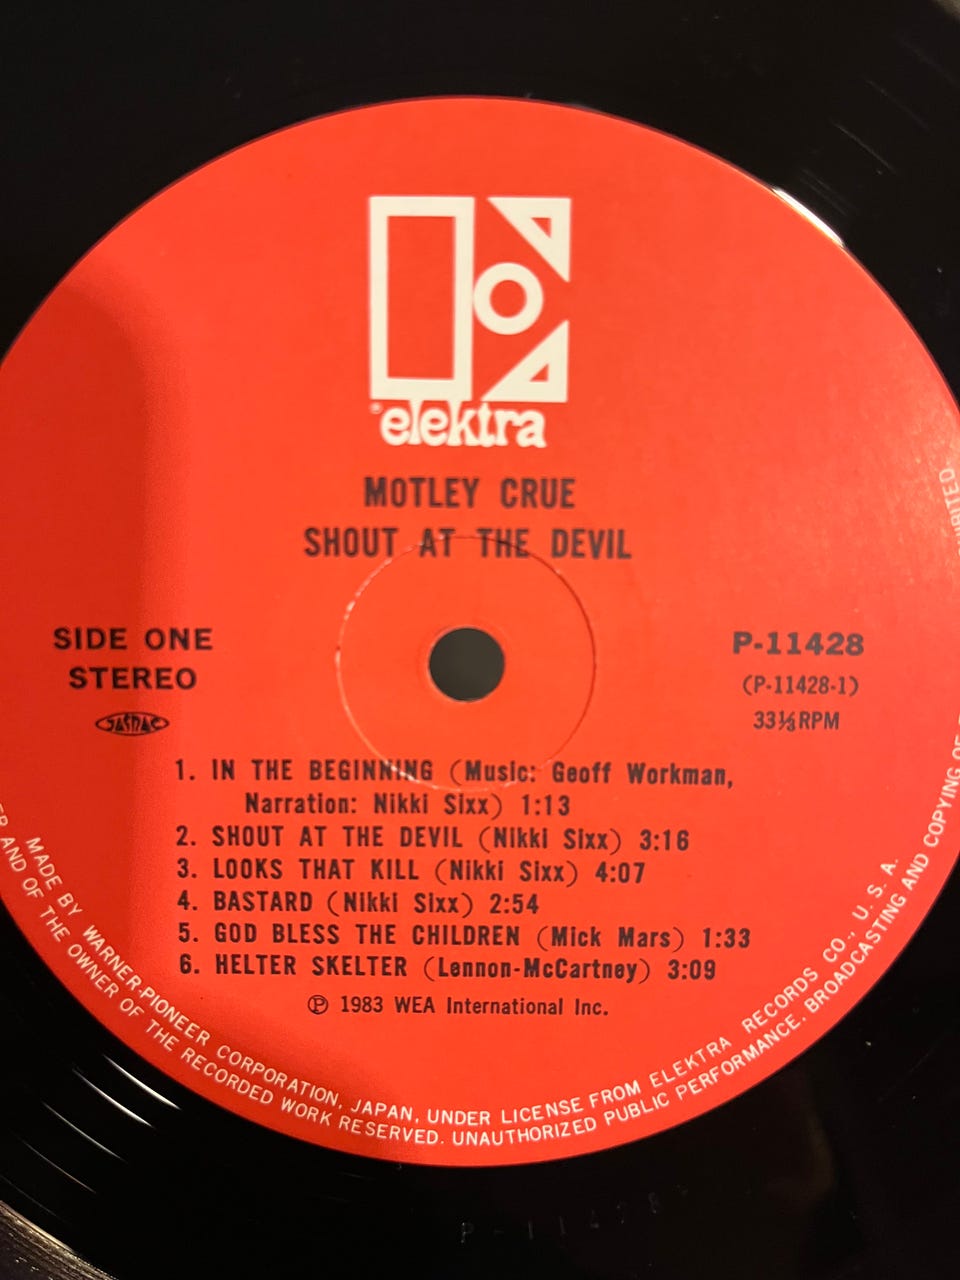 elektra
MOTLEY CRUE
SHOUT AT THE DEVIL
SIDE ONE
STEREO
JASRAC
P-11428
(P-11428-1)
33⅓RPM
1. IN THE BEGINNING (Music: Geoff Workman,
Narration: Nikki Sixx) 1:13
2. SHOUT AT THE DEVIL (Nikki Sixx) 3:16
3. LOOKS THAT KILL (Nikki Sixx) 4:07
4. BASTARD (Nikki Sixx) 2:54
5. GOD BLESS THE CHILDREN (Mick Mars) 1:33
6. HELTER SKELTER (Lennon-McCartney) 3:09
Ⓟ 1983 WEA International Inc.
MADE BY WARNER-PIONEER CORPORATION, JAPAN, UNDER LICENSE FROM ELEKTRA RECORDS CO., U. S. A.
AND OF THE OWNER OF THE RECORDED WORK RESERVED. UNAUTHORIZED PUBLIC PERFORMANCE. BROADCASTING AND COPYING OF
P-11428